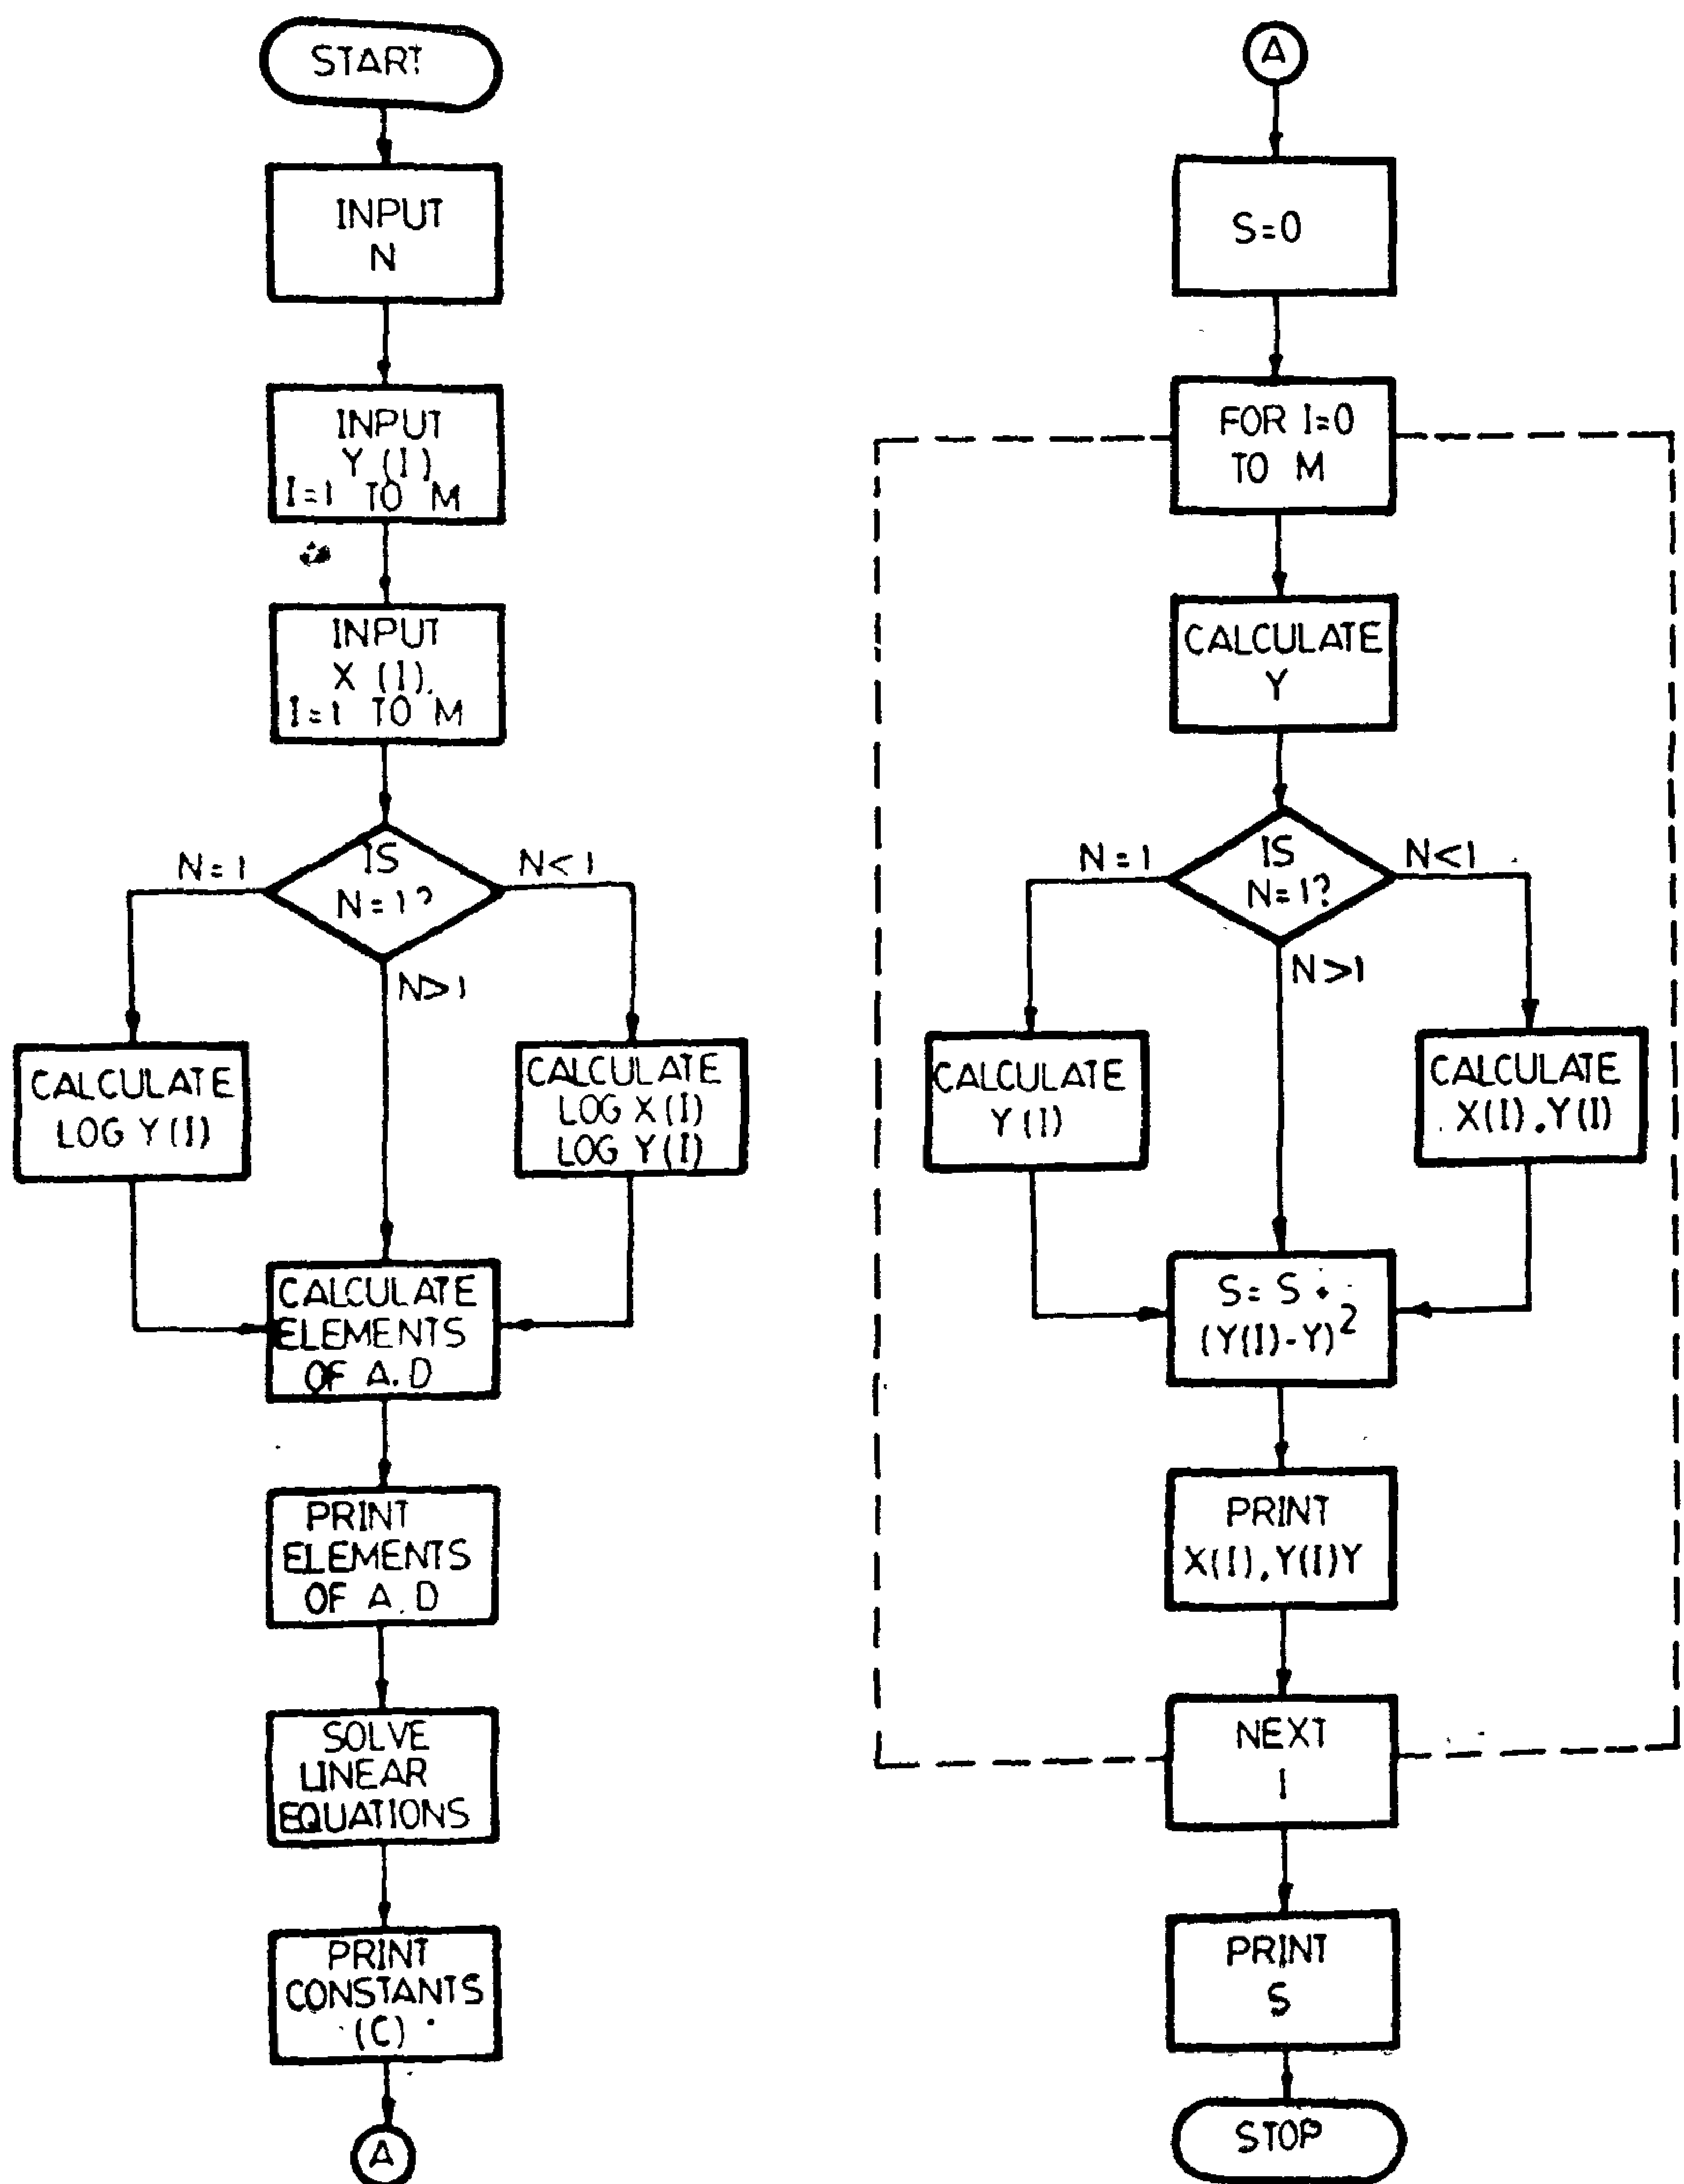 START
INPUT
N
INPUT
Y (I)
I=1 TO M
INPUT
X (I).
I=1 TO M
IS
N=1?
N=1
N<1
N>1
CALCULATE
LOG Y(I)
CALCULATE
LOG X(I)
LOG Y(I)
CALCULATE
ELEMENTS
OF A.D
PRINT
ELEMENTS
OF A.D
SOLVE
LINEAR
EQUATIONS
PRINT
CONSTANTS
(C)
A
A
S=0
FOR I=0
TO M
CALCULATE
Y
IS
N=1?
N=1
N<1
N>1
CALCULATE
Y(I)
CALCULATE
X(I).Y(I)
S=S+
(Y(I)-Y)²
PRINT
X(I).Y(I)Y
NEXT
I
PRINT
S
STOP